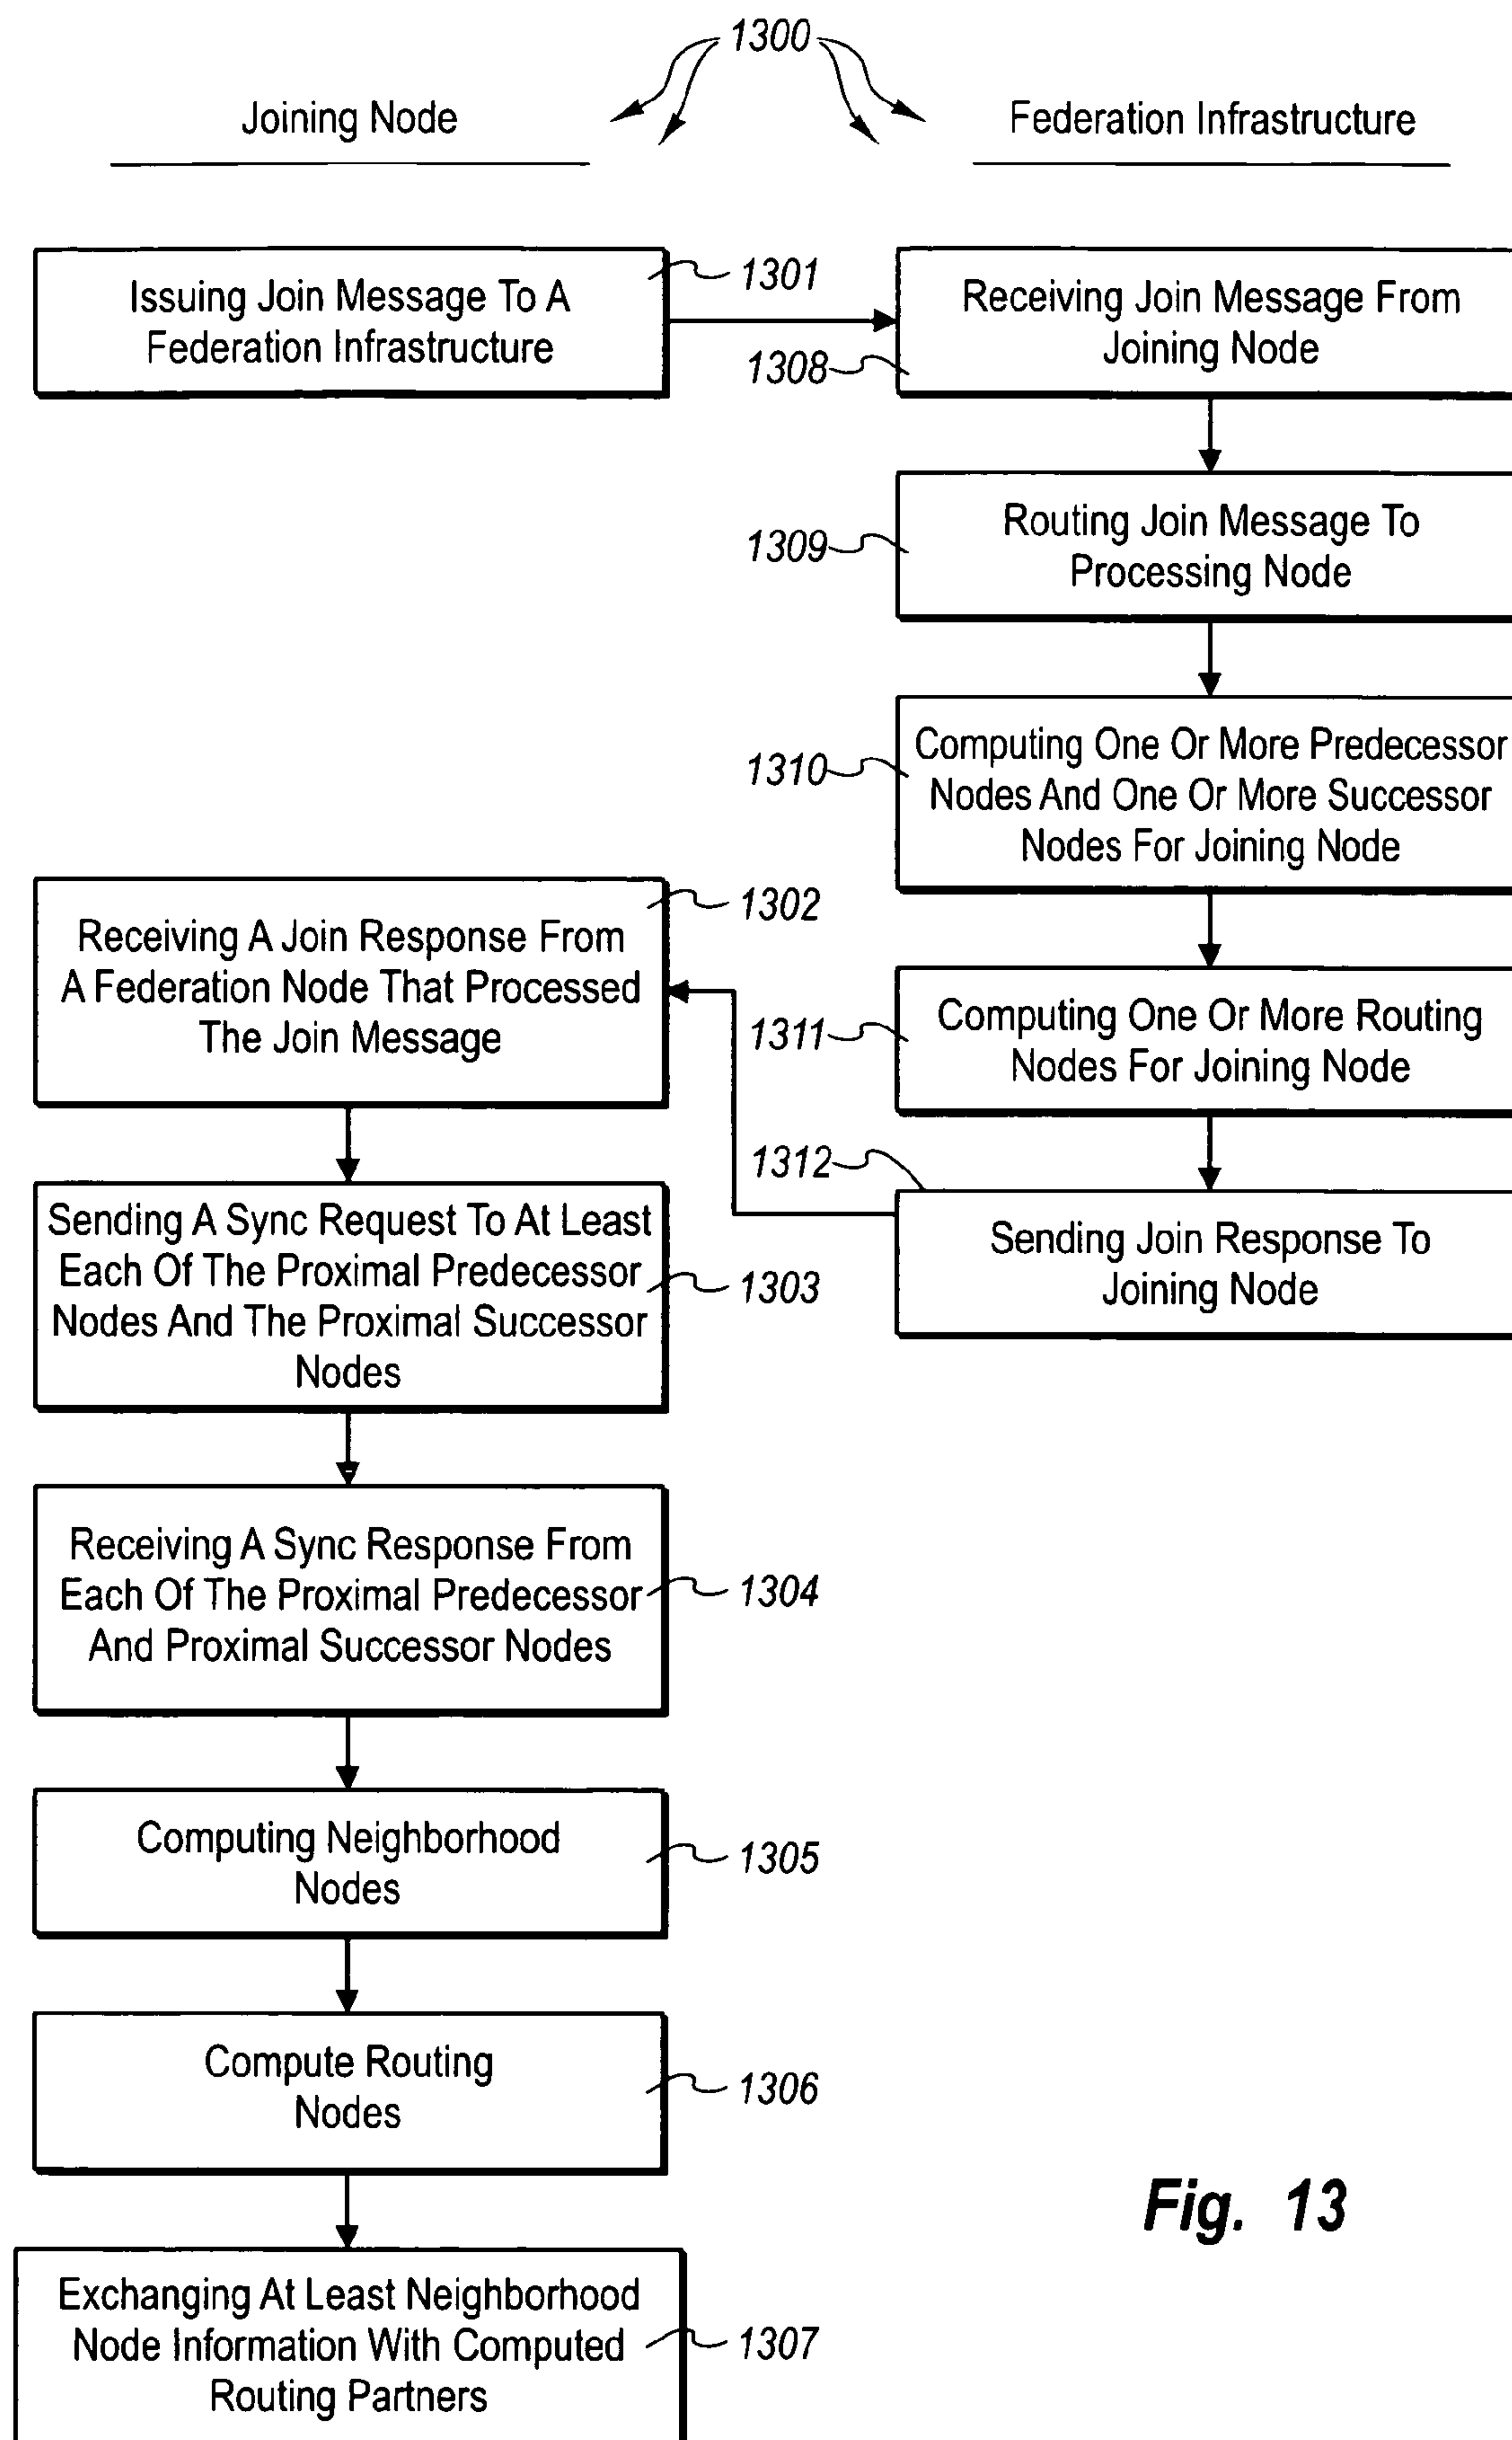 1300
Joining Node
Federation Infrastructure
Issuing Join Message To A
Federation Infrastructure
1301
Receiving Join Message From
Joining Node
1308
Routing Join Message To
Processing Node
1309
Computing One Or More Predecessor
Nodes And One Or More Successor
Nodes For Joining Node
1310
Receiving A Join Response From
A Federation Node That Processed
The Join Message
1302
Computing One Or More Routing
Nodes For Joining Node
1311
1312
Sending Join Response To
Joining Node
Sending A Sync Request To At Least
Each Of The Proximal Predecessor
Nodes And The Proximal Successor
Nodes
1303
Receiving A Sync Response From
Each Of The Proximal Predecessor
And Proximal Successor Nodes
1304
Computing Neighborhood
Nodes
1305
Compute Routing
Nodes
1306
Exchanging At Least Neighborhood
Node Information With Computed
Routing Partners
1307
Fig. 13